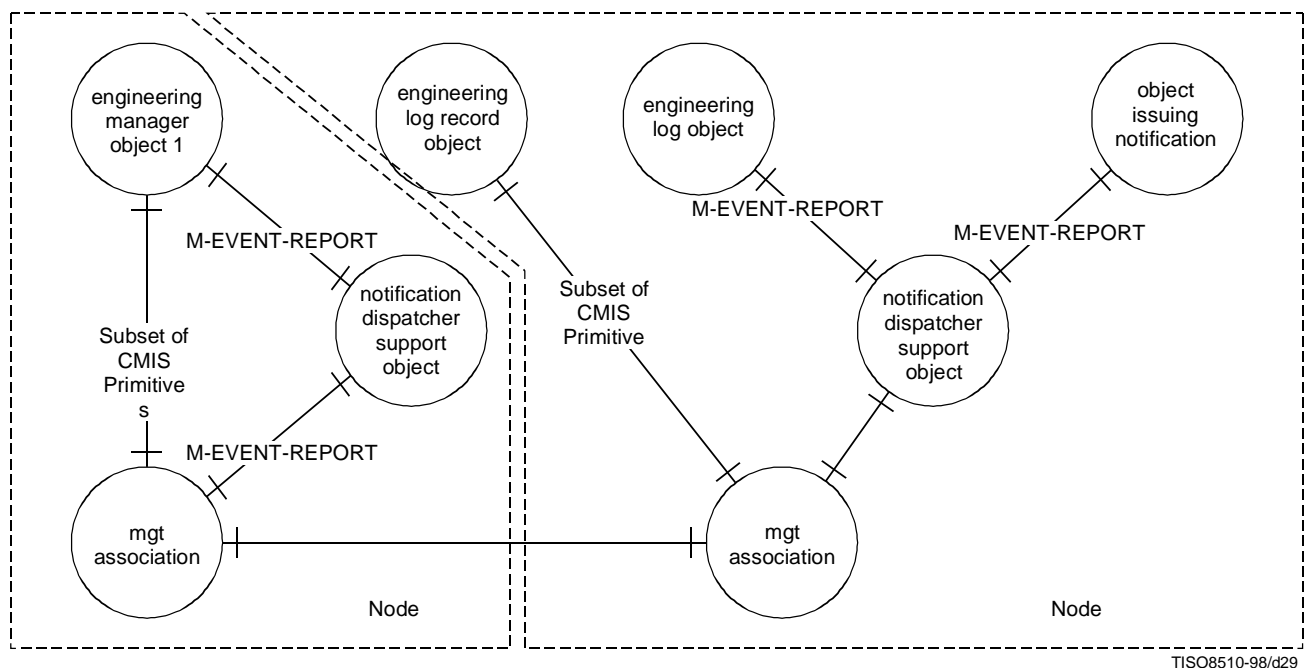 engineering
manager
object 1
engineering
log record
object
engineering
log object
object
issuing
notification
M-EVENT-REPORT
M-EVENT-REPORT
M-EVENT-REPORT
Subset of
CMIS
Primitive
s
notification
dispatcher
support
object
Subset of
CMIS
Primitive
notification
dispatcher
support
object
M-EVENT-REPORT
mgt
association
mgt
association
Node
Node
TISO8510-98/d29